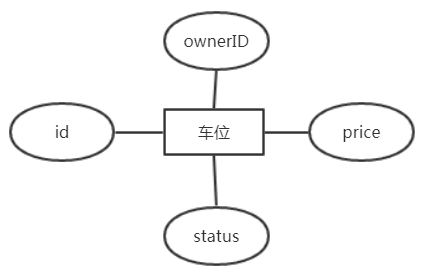 ownerID
id
车位
price
status